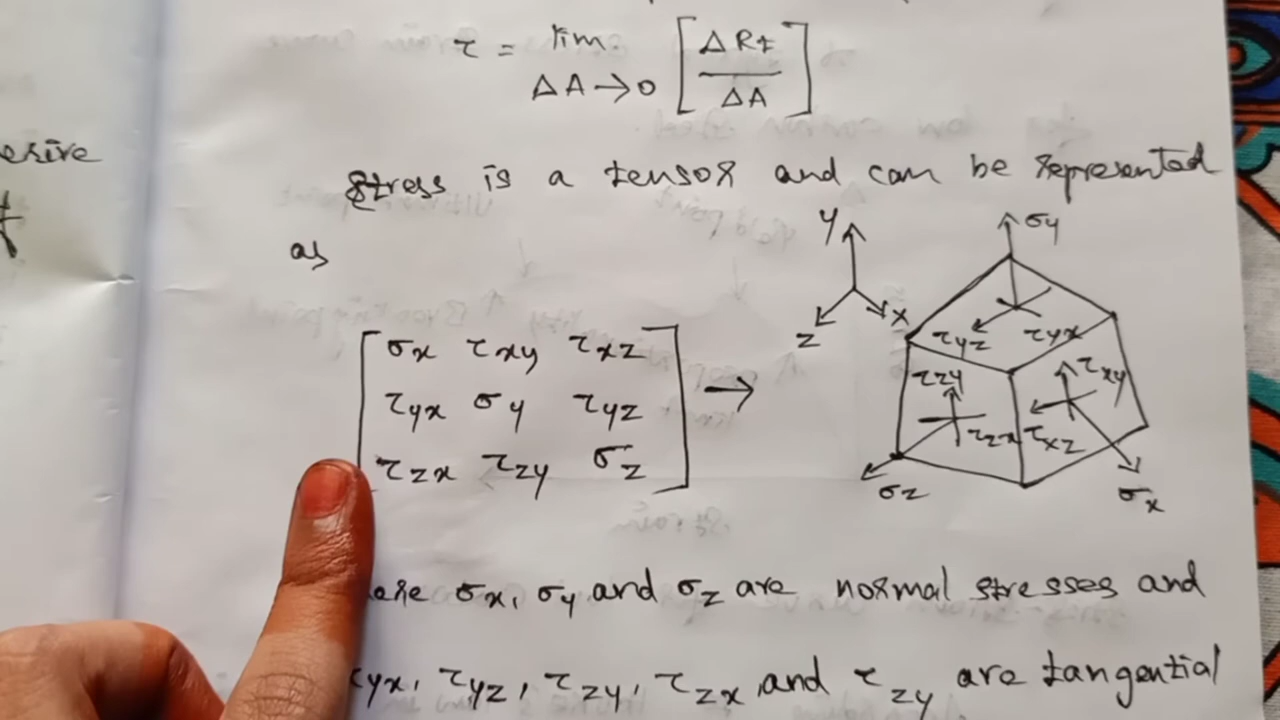 τ = lim. [ΔRt / ΔA]
ΔA→0
esive
Stress is a tensor and can be represented
as
σx τxy τxz
τyx σy τyz
τzx τzy σz
→
y
z
x
σy
τyz τyx
τzy τxy
τzx τxz
σz σx
σx, σy and σz are normal stresses and
τyx, τyz, τzy, τzx and τzy are tangential